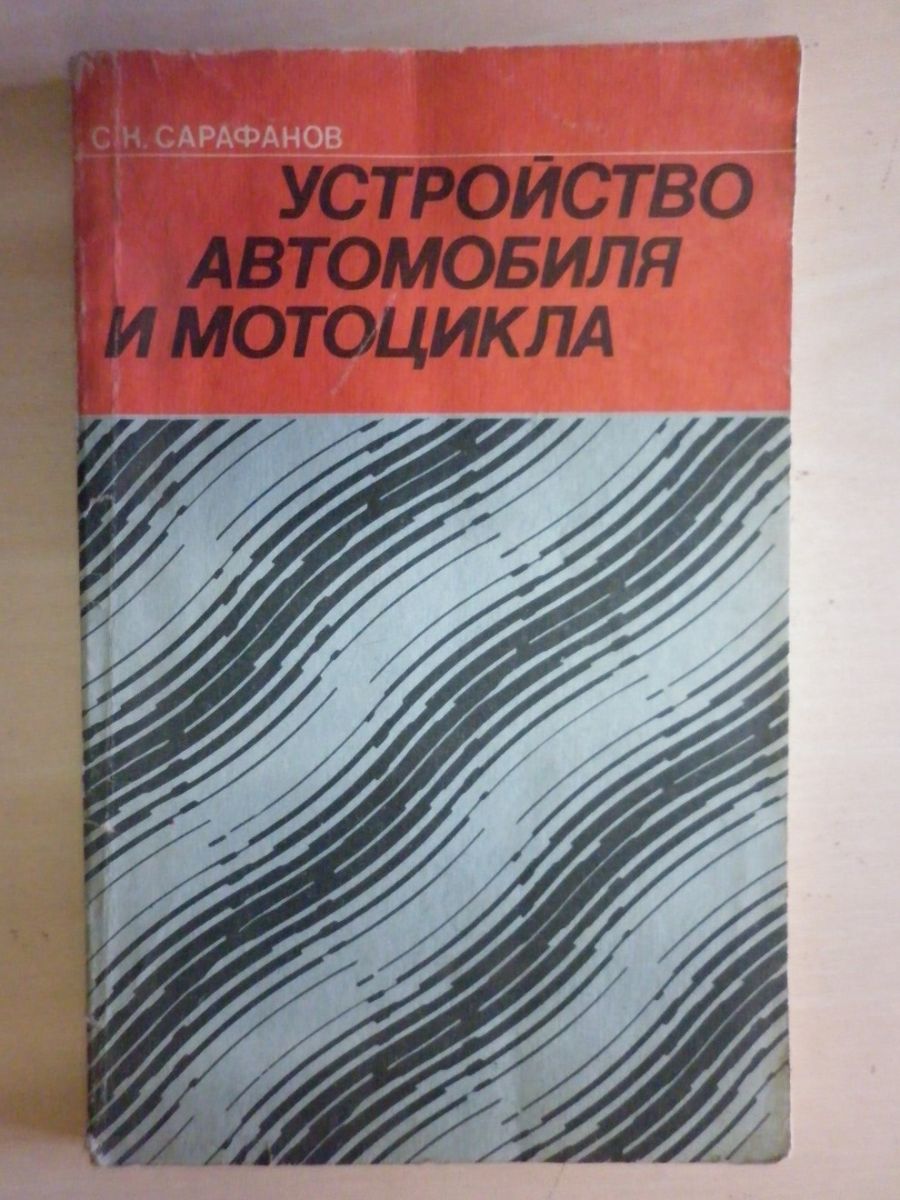 С.Н. САРАФАНОВ
УСТРОЙСТВО
АВТОМОБИЛЯ
И МОТОЦИКЛА